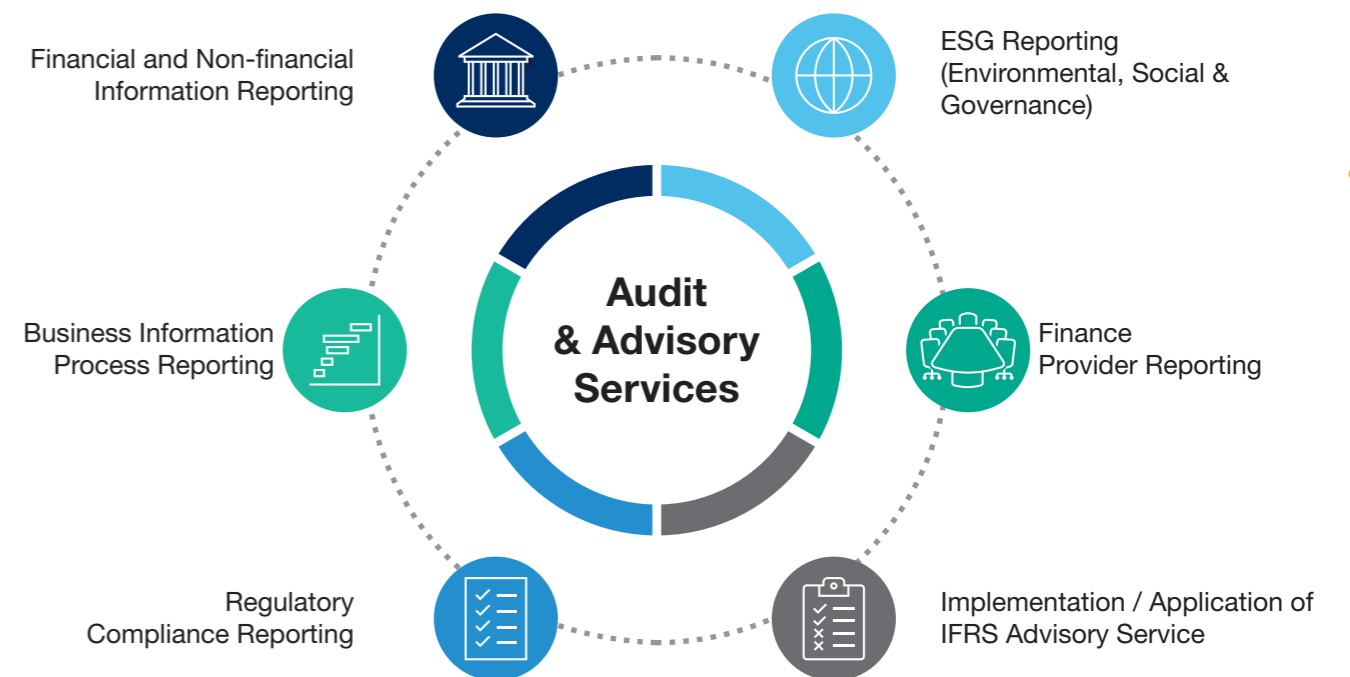 Financial and Non-financial
Information Reporting
ESG Reporting
(Environmental, Social &
Governance)
Audit
& Advisory
Services
Business Information
Process Reporting
Finance
Provider Reporting
Regulatory
Compliance Reporting
Implementation / Application of
IFRS Advisory Service